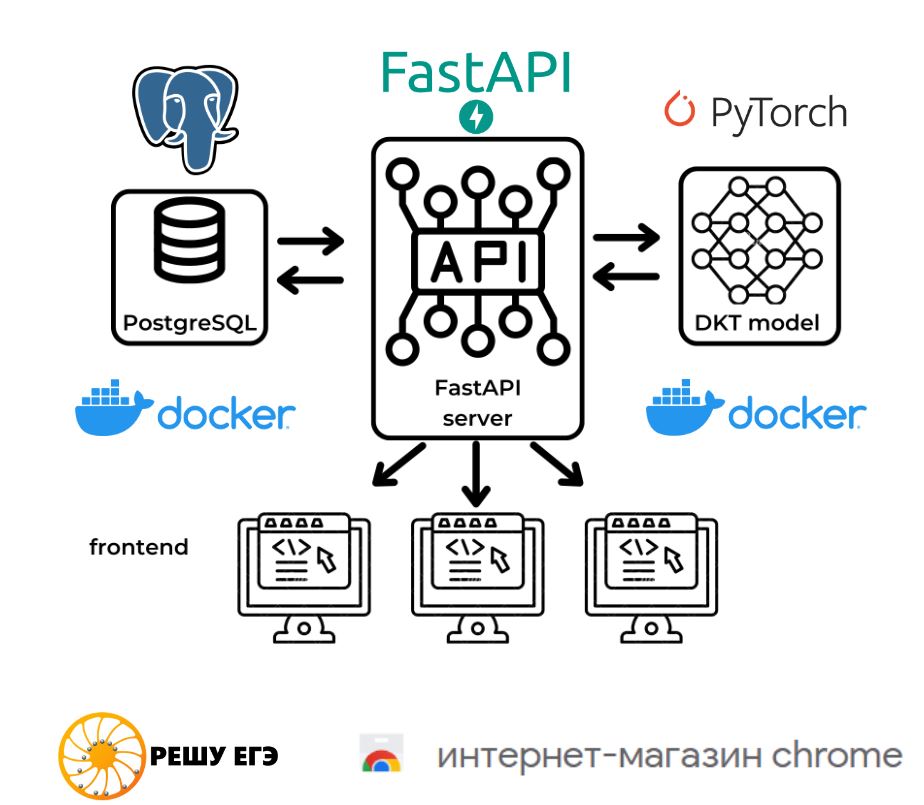 FastAPI
PyTorch
API
PostgreSQL
DKT model
FastAPI
server
docker
docker
frontend
РЕШУ ЕГЭ
интернет-магазин chrome